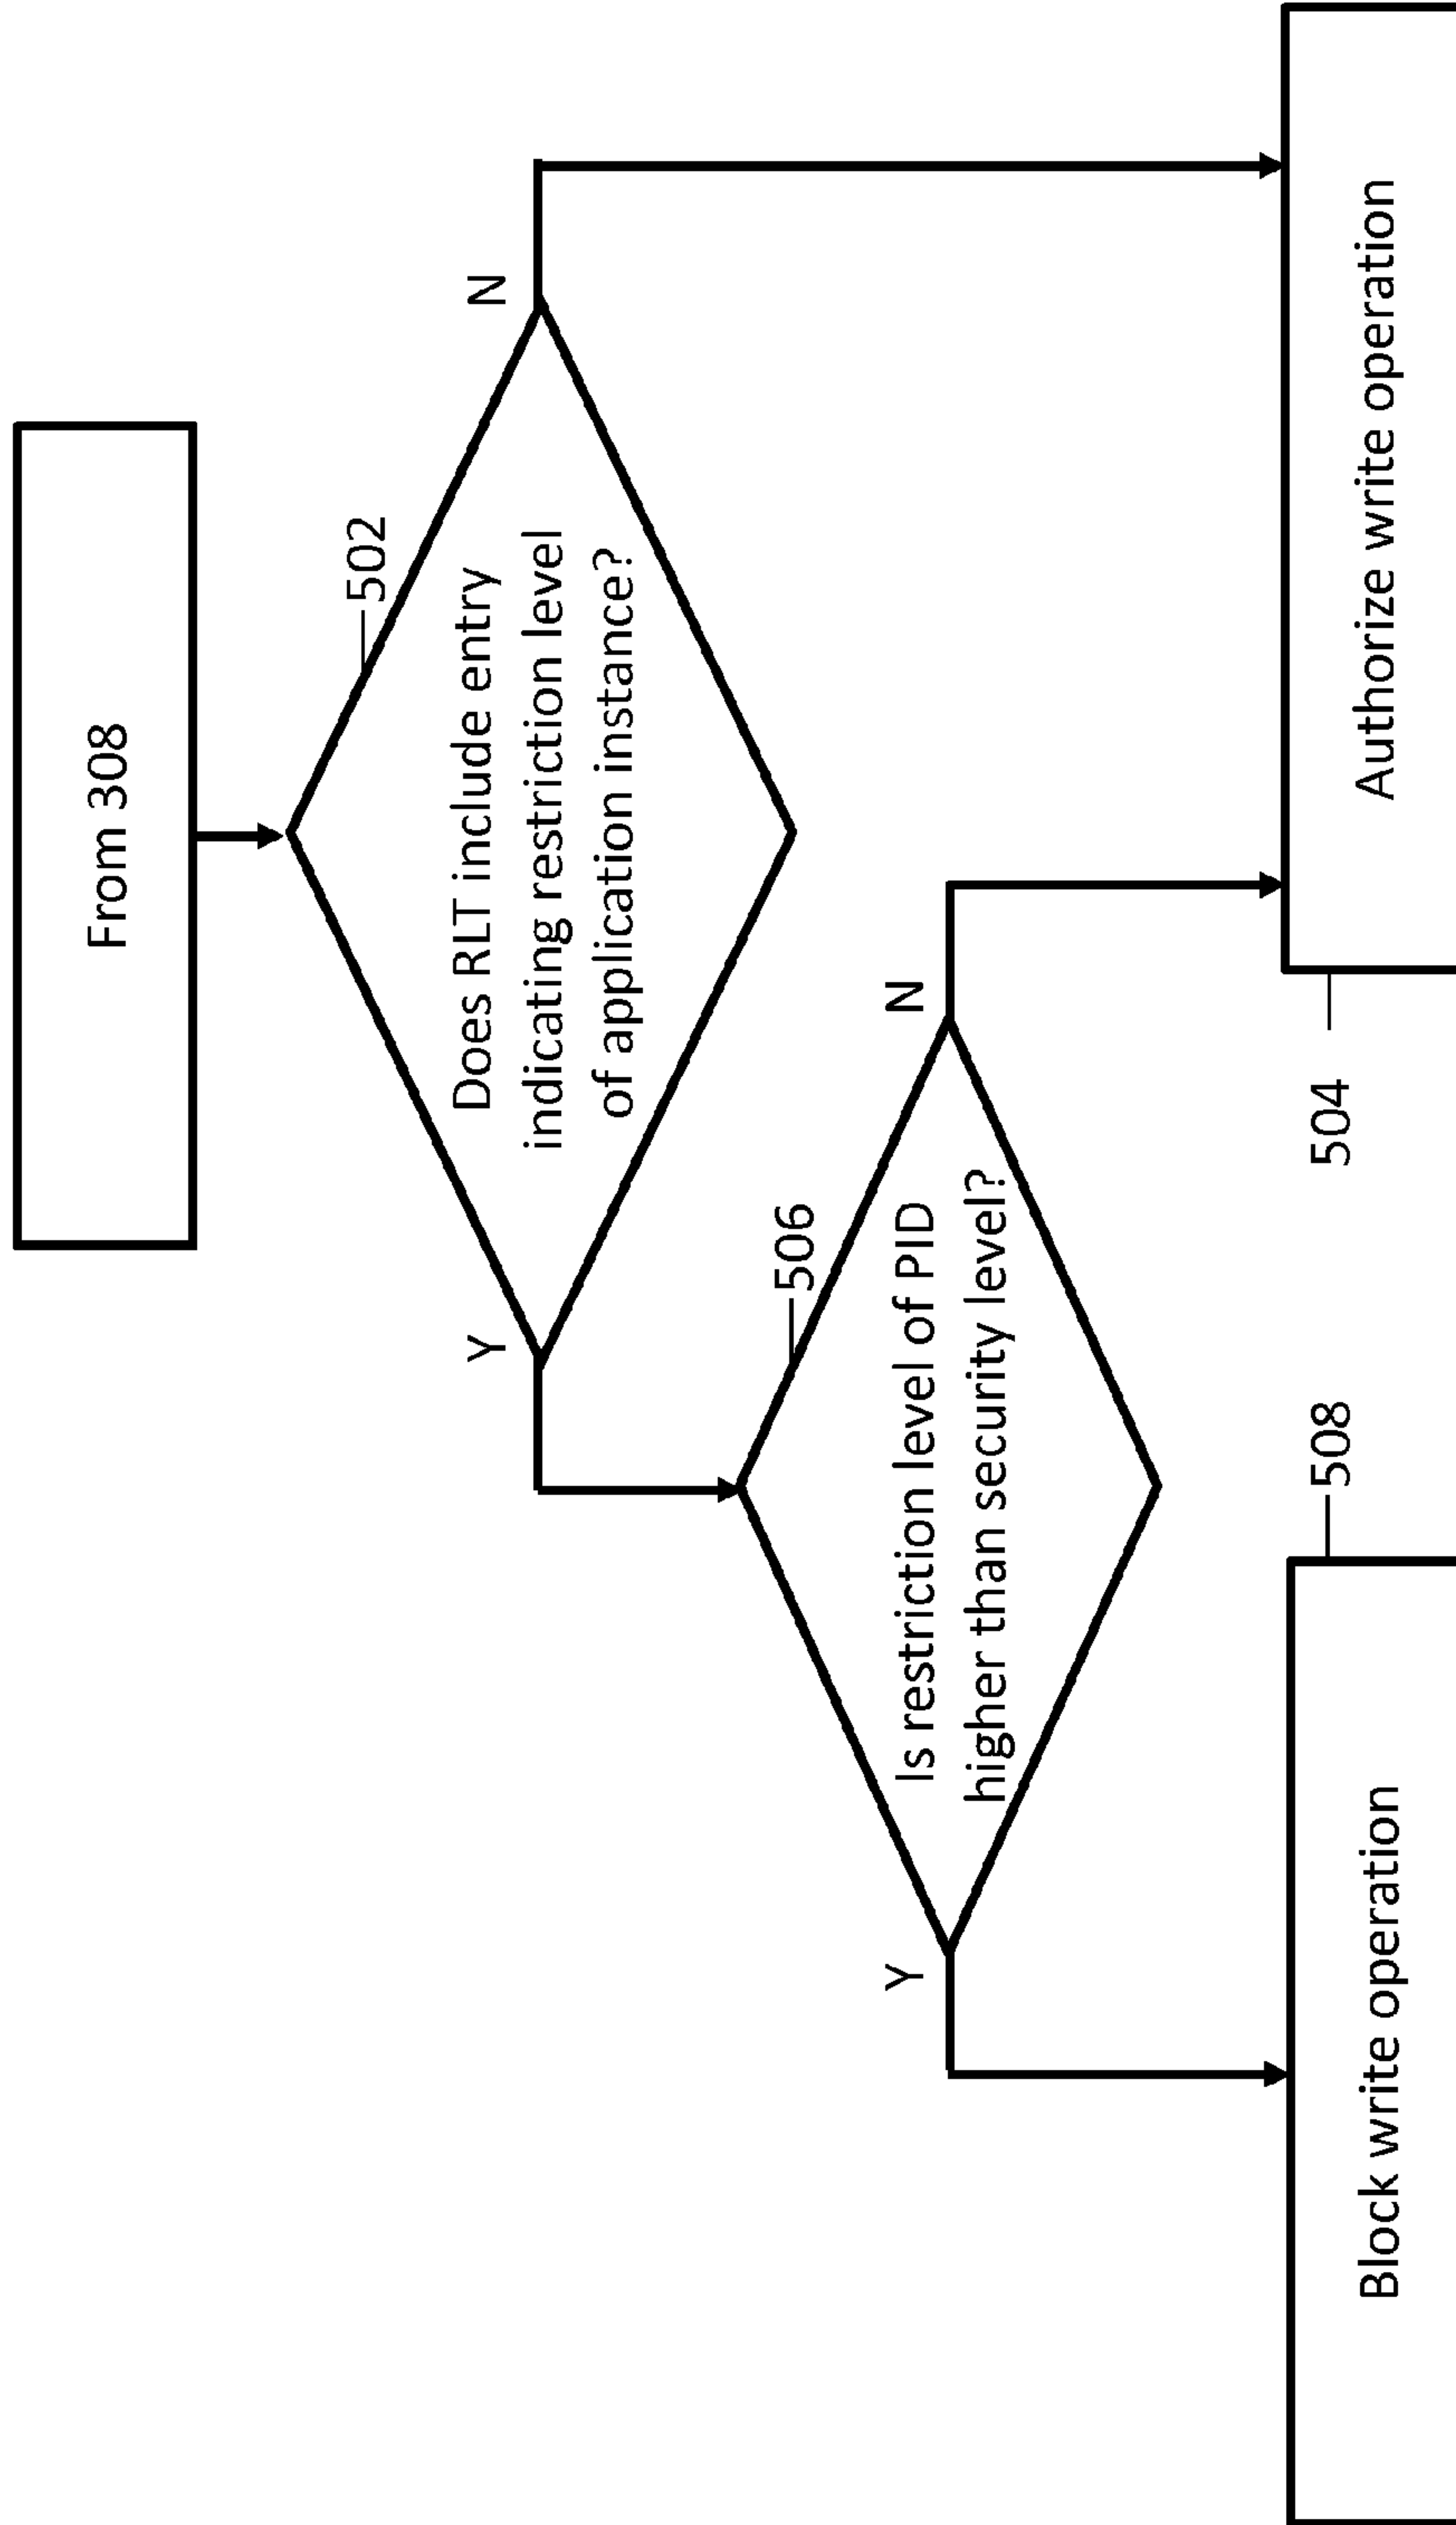 From 308
502
Does RLT include entry
indicating restriction level
of application instance?
Y
N
506
Is restriction level of PID
higher than security level?
Y
N
508
504
Block write operation
Authorize write operation